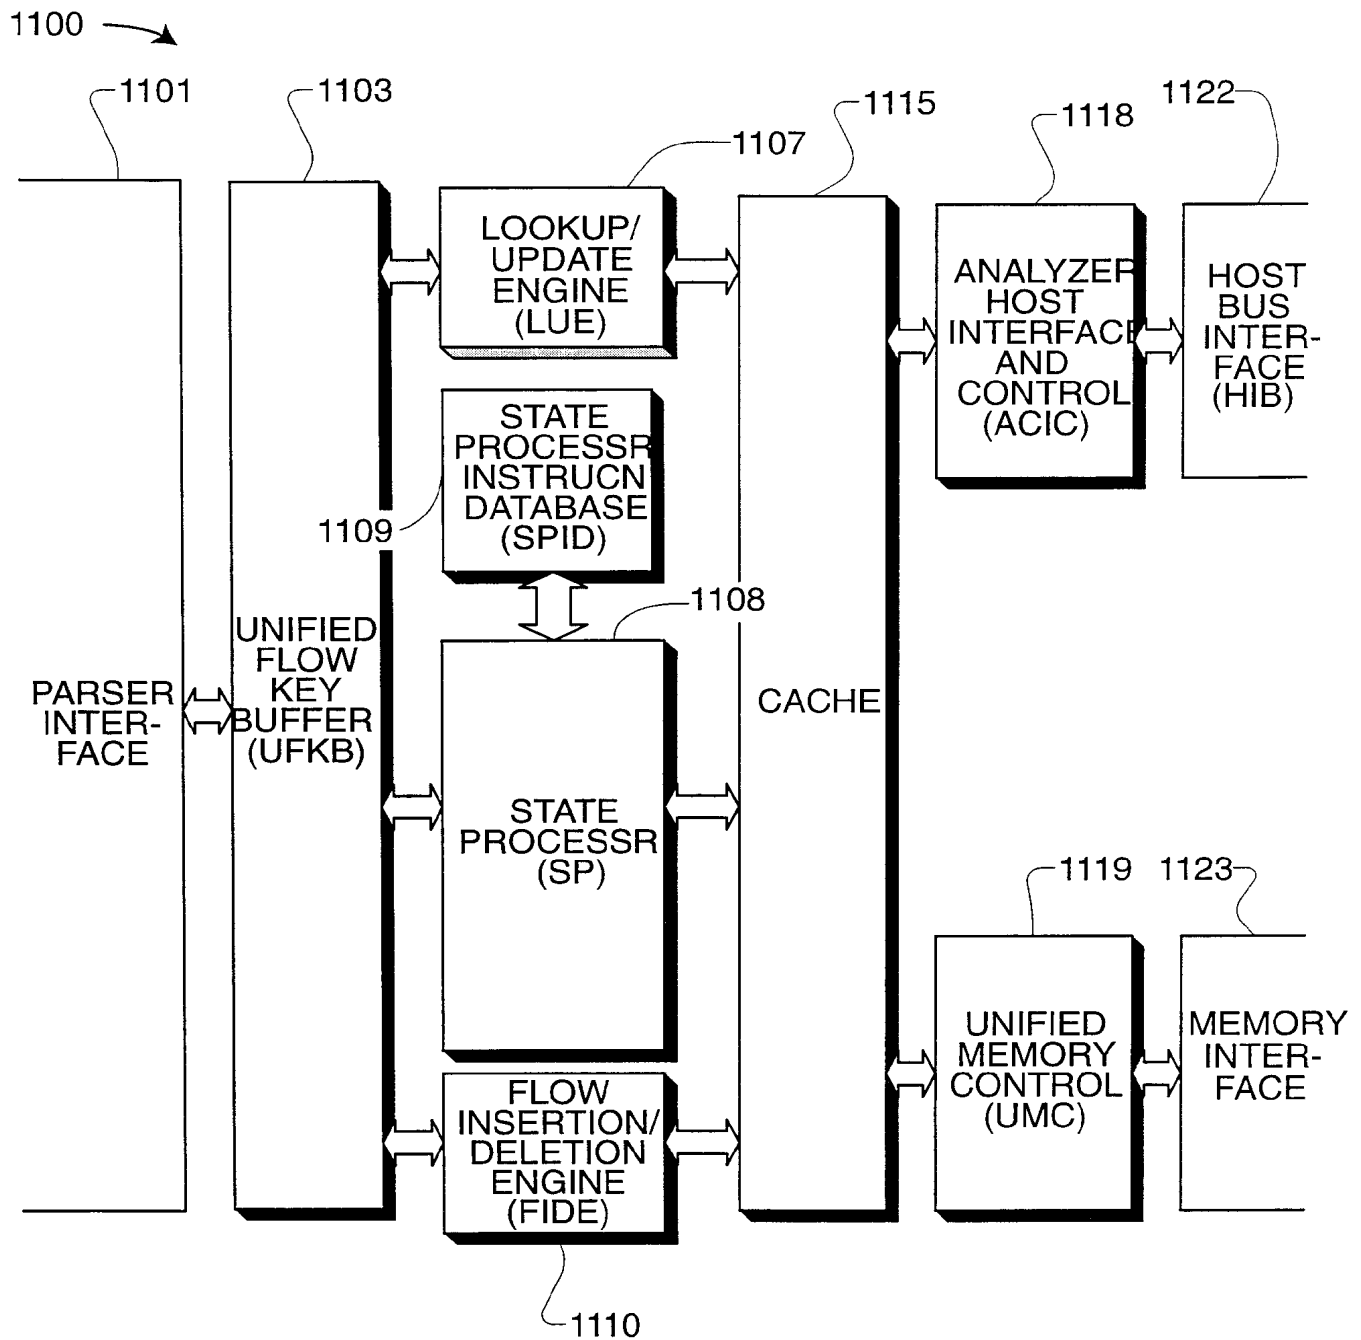 1100
1101
1103
1107
1115
1118
1122
LOOKUP/
UPDATE
ENGINE
(LUE)
ANALYZER
HOST
INTERFACE
AND
CONTROL
(ACIC)
HOST
BUS
INTER-
FACE
(HIB)
STATE
PROCESSR
INSTRUCN
DATABASE
(SPID)
1109
1108
UNIFIED
FLOW
KEY
BUFFER
(UFKB)
PARSER
INTER-
FACE
CACHE
STATE
PROCESSR
(SP)
1119
1123
UNIFIED
MEMORY
CONTROL
(UMC)
MEMORY
INTER-
FACE
FLOW
INSERTION/
DELETION
ENGINE
(FIDE)
1110